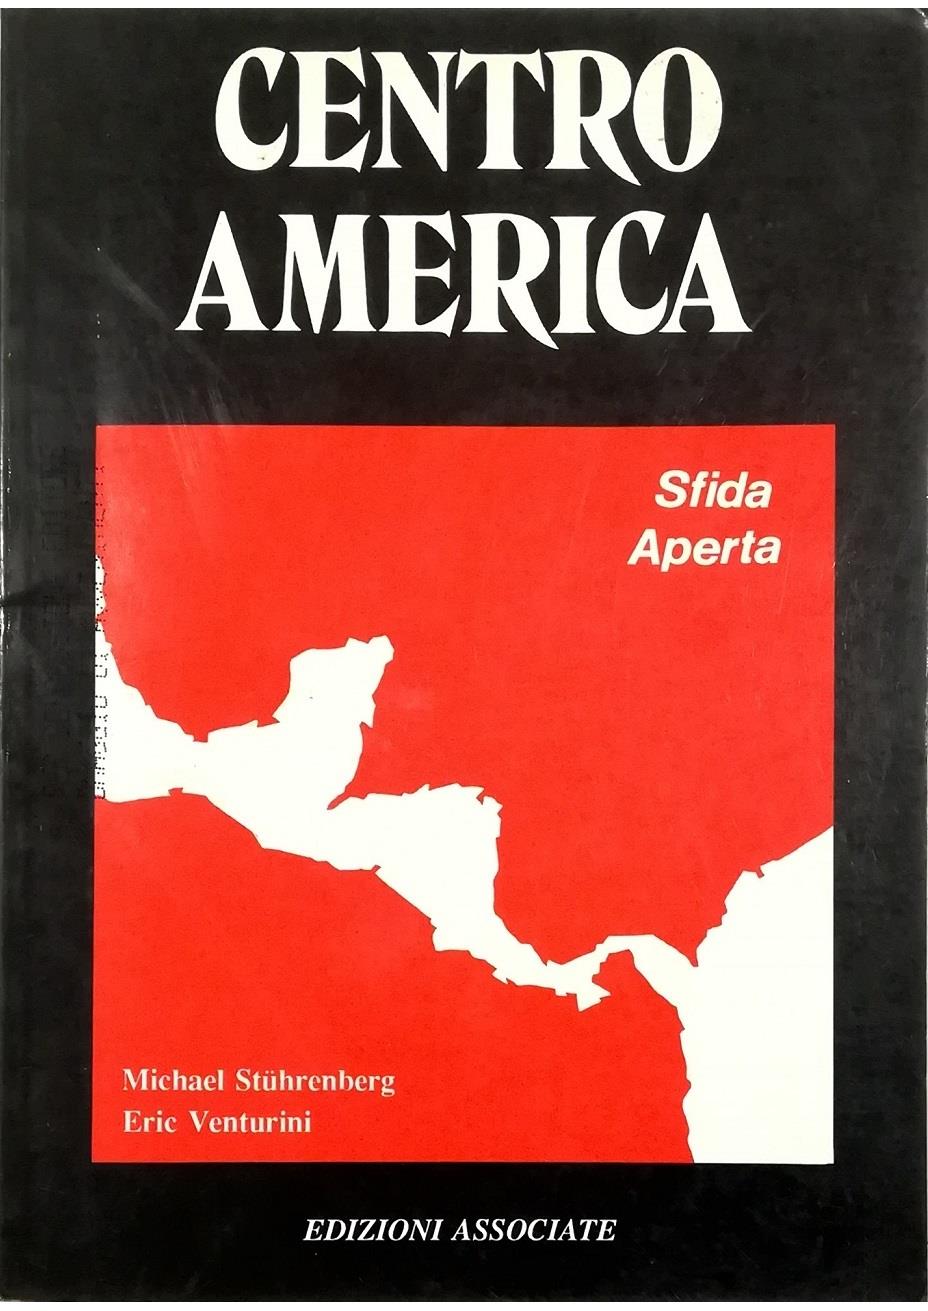 CENTRO
AMERICA
Sfida
Aperta
Michael Stührenberg
Eric Venturini
EDIZIONI ASSOCIATE